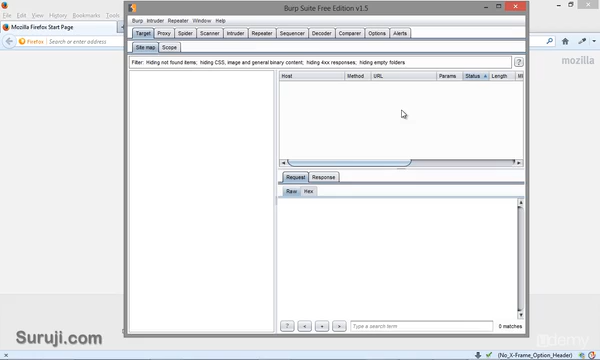 Mozilla Firefox Start Page
File Edit View History Bookmarks
Firefox Search or enter address
mozilla
Burp Suite Free Edition v1.5
Burp Intruder Repeater Window Help
Target Proxy Spider Scanner Intruder Repeater Sequencer Decoder Comparer Options Alerts
Site map Scope
Filter: Hiding not found items; hiding CSS, image and general binary content; hiding 4xx responses; hiding empty folders ?
Host Method URL Params Status Length
Request Response
Raw Hex
? < + > Type a search term 0 matches
Suruji.com
udemy
(No_X-Frame_Option_Header)